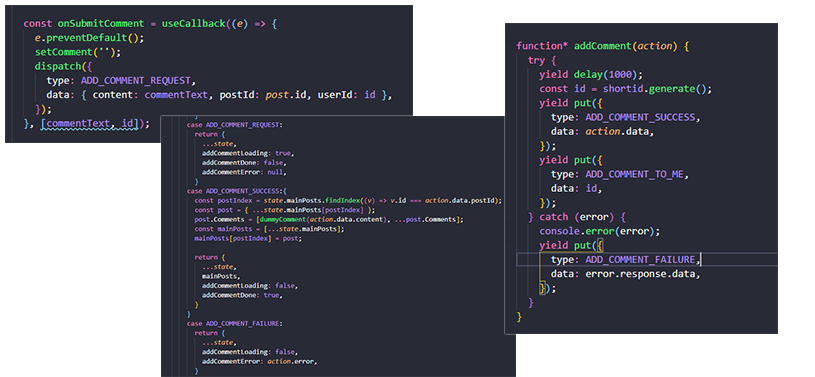 const onSubmitComment = useCallback((e) => {
e.preventDefault();
setComment('');
dispatch({
type: ADD_COMMENT_REQUEST,
data: { content: commentText, postId: post.id, userId: id },
});
}, [commentText, id]);
case ADD_COMMENT_REQUEST:
return {
...state,
addCommentLoading: true,
addCommentDone: false,
addCommentError: null,
}
case ADD_COMMENT_SUCCESS:{
const postIndex = state.mainPosts.findIndex((v) => v.id === action.data.postId);
const post = { ...state.mainPosts[postIndex] };
post.Comments = [dummyComment(action.data.content), ...post.Comments];
const mainPosts = [...state.mainPosts];
mainPosts[postIndex] = post;
return {
...state,
mainPosts,
addCommentLoading: false,
addCommentDone: true,
}
}
case ADD_COMMENT_FAILURE:
return {
...state,
addCommentLoading: false,
addCommentError: action.error,
}
function* addComment(action) {
try {
yield delay(1000);
const id = shortid.generate();
yield put({
type: ADD_COMMENT_SUCCESS,
data: action.data,
});
yield put({
type: ADD_COMMENT_TO_ME,
data: id,
});
} catch (error) {
console.error(error);
yield put({
type: ADD_COMMENT_FAILURE,
data: error.response.data,
});
}
}